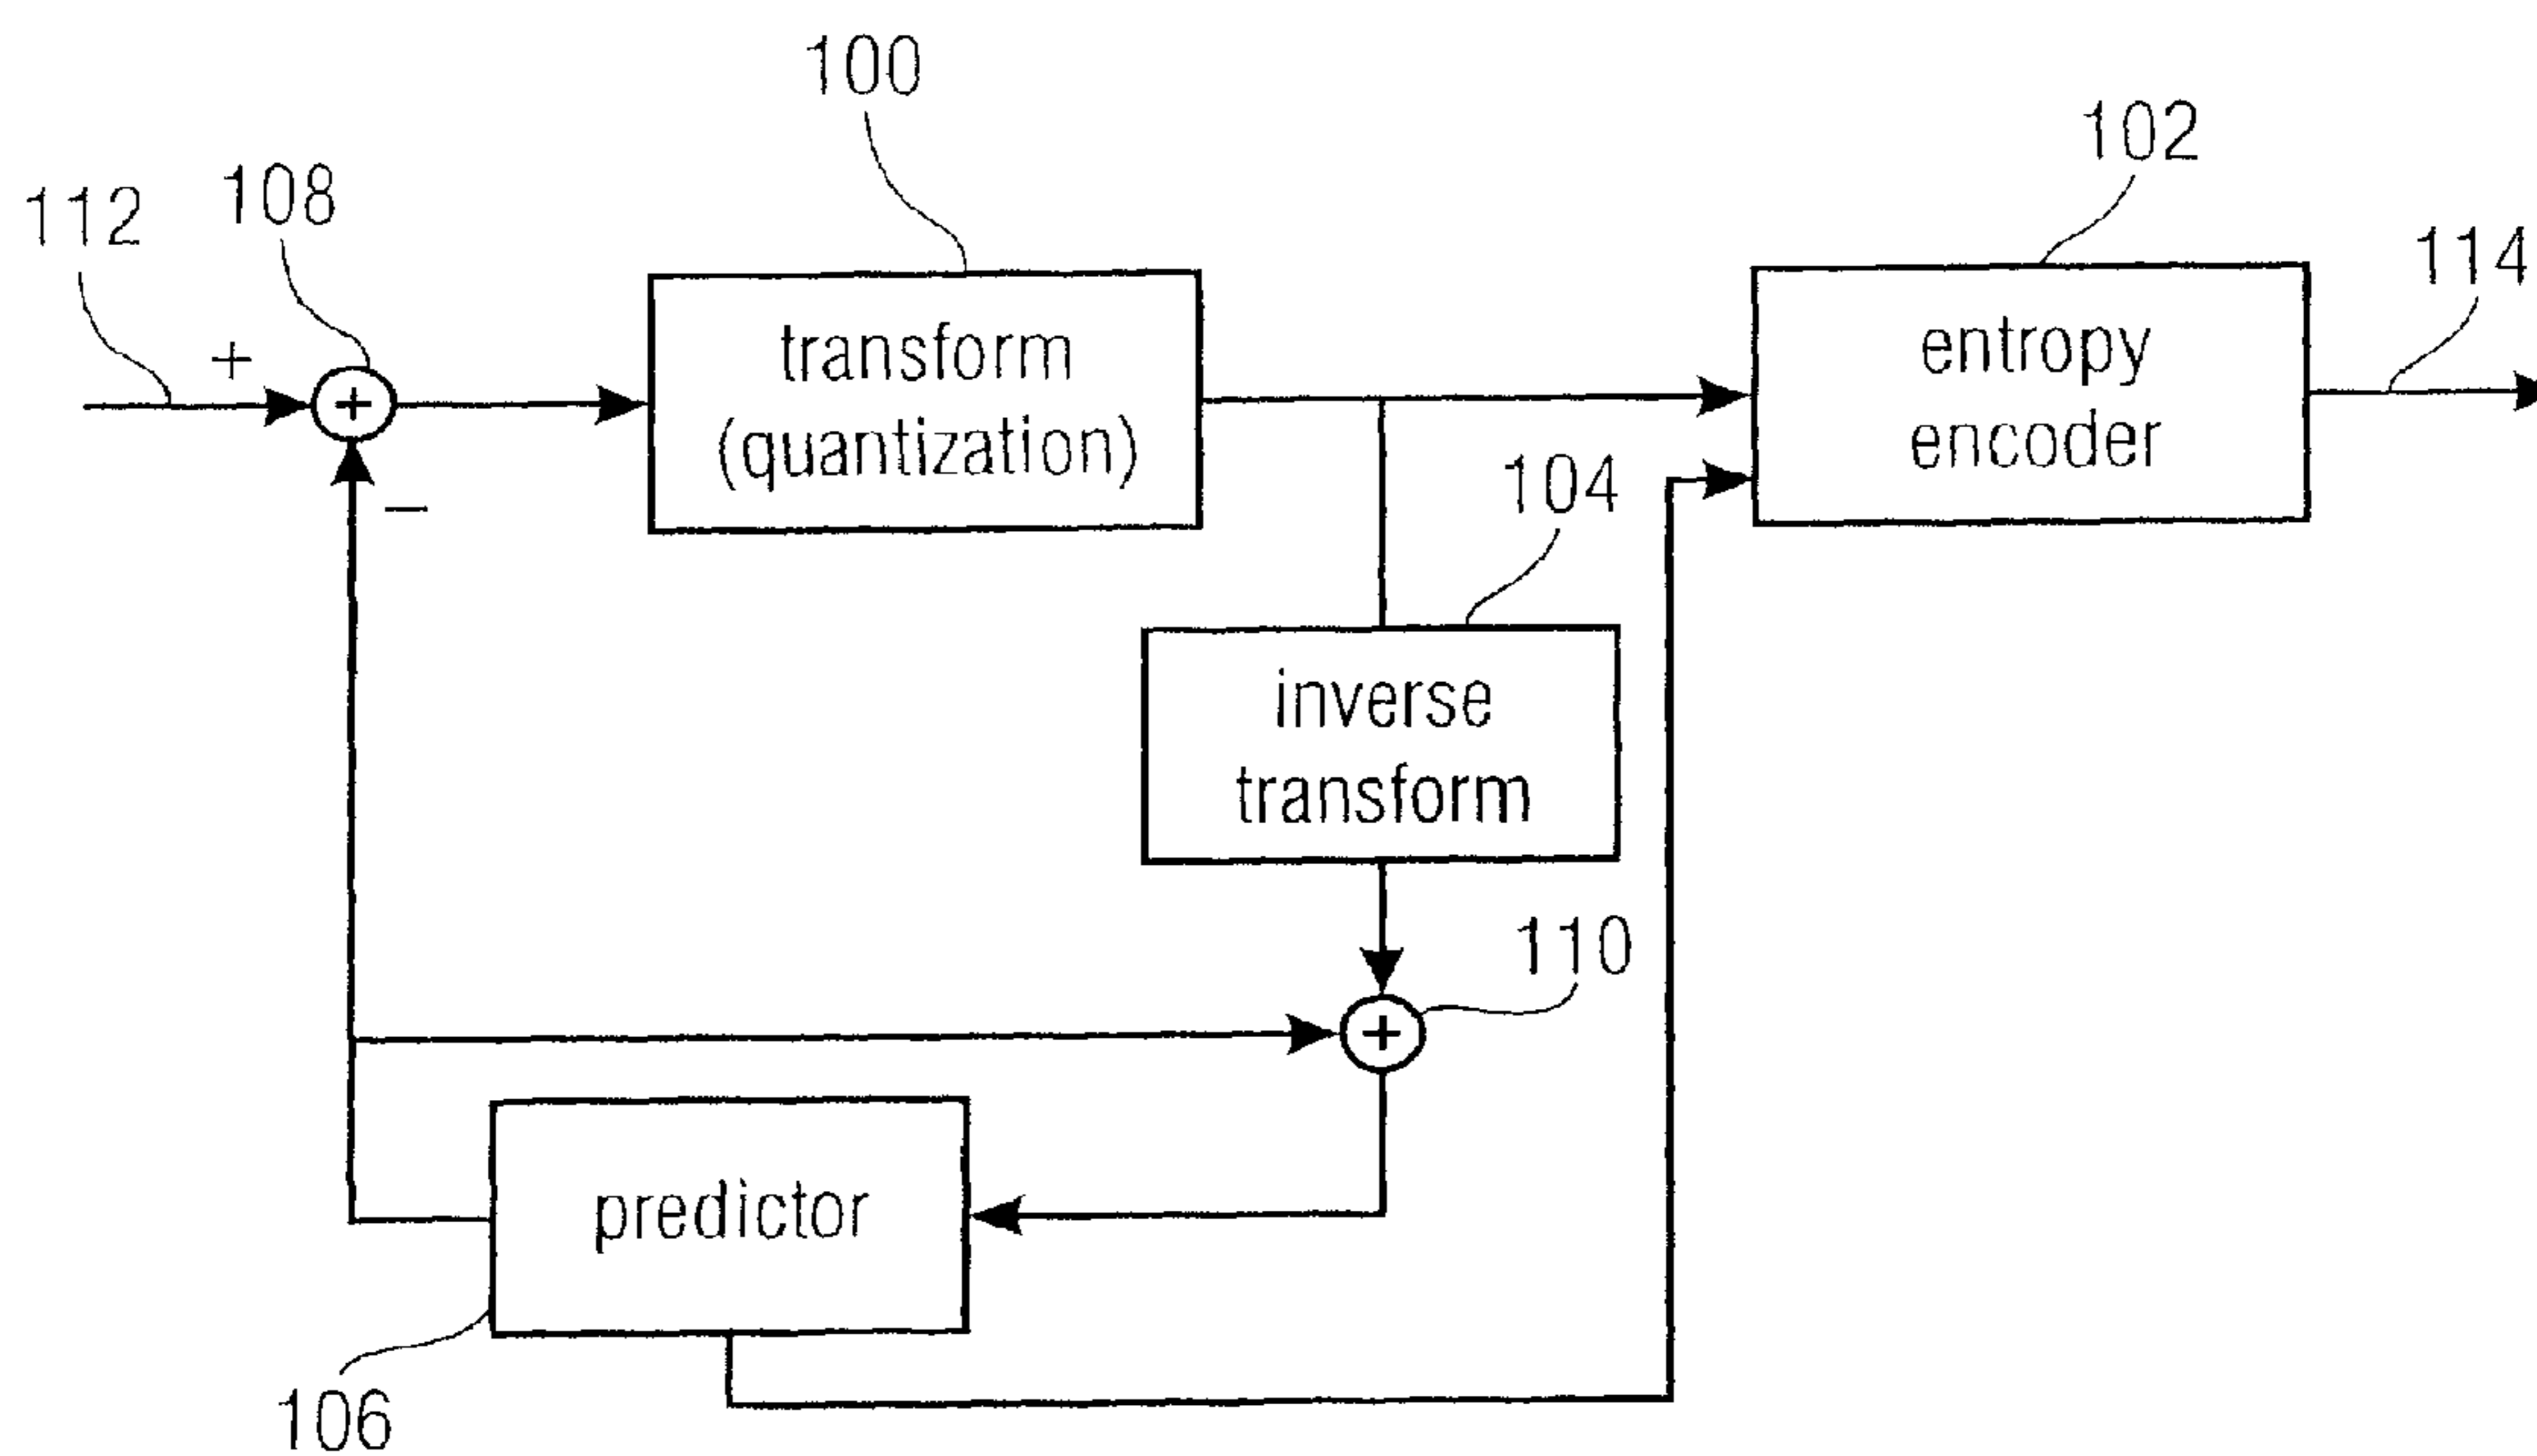 100
102
108
112
114
+
+
transform
(quantization)
entropy
encoder
−
104
inverse
transform
110
+
predictor
106